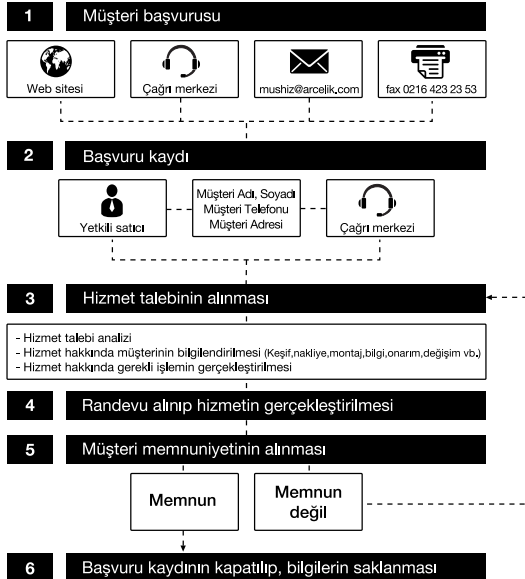 1 Müşteri başvurusu
Web sitesi
Çağrı merkezi
mushiz@arcelik.com
fax 0216 423 23 53
2 Başvuru kaydı
Yetkili satıcı
Müşteri Adı, Soyadı
Müşteri Telefonu
Müşteri Adresi
Çağrı merkezi
3 Hizmet talebinin alınması
- Hizmet talebi analizi
- Hizmet hakkında müşterinin bilgilendirilmesi (Keşif,nakliye,montaj,bilgi,onarım,değişim vb.)
- Hizmet hakkında gerekli işlemin gerçekleştirilmesi
4 Randevu alınıp hizmetin gerçekleştirilmesi
5 Müşteri memnuniyetinin alınması
Memnun
Memnun
değil
6 Başvuru kaydının kapatılıp, bilgilerin saklanması